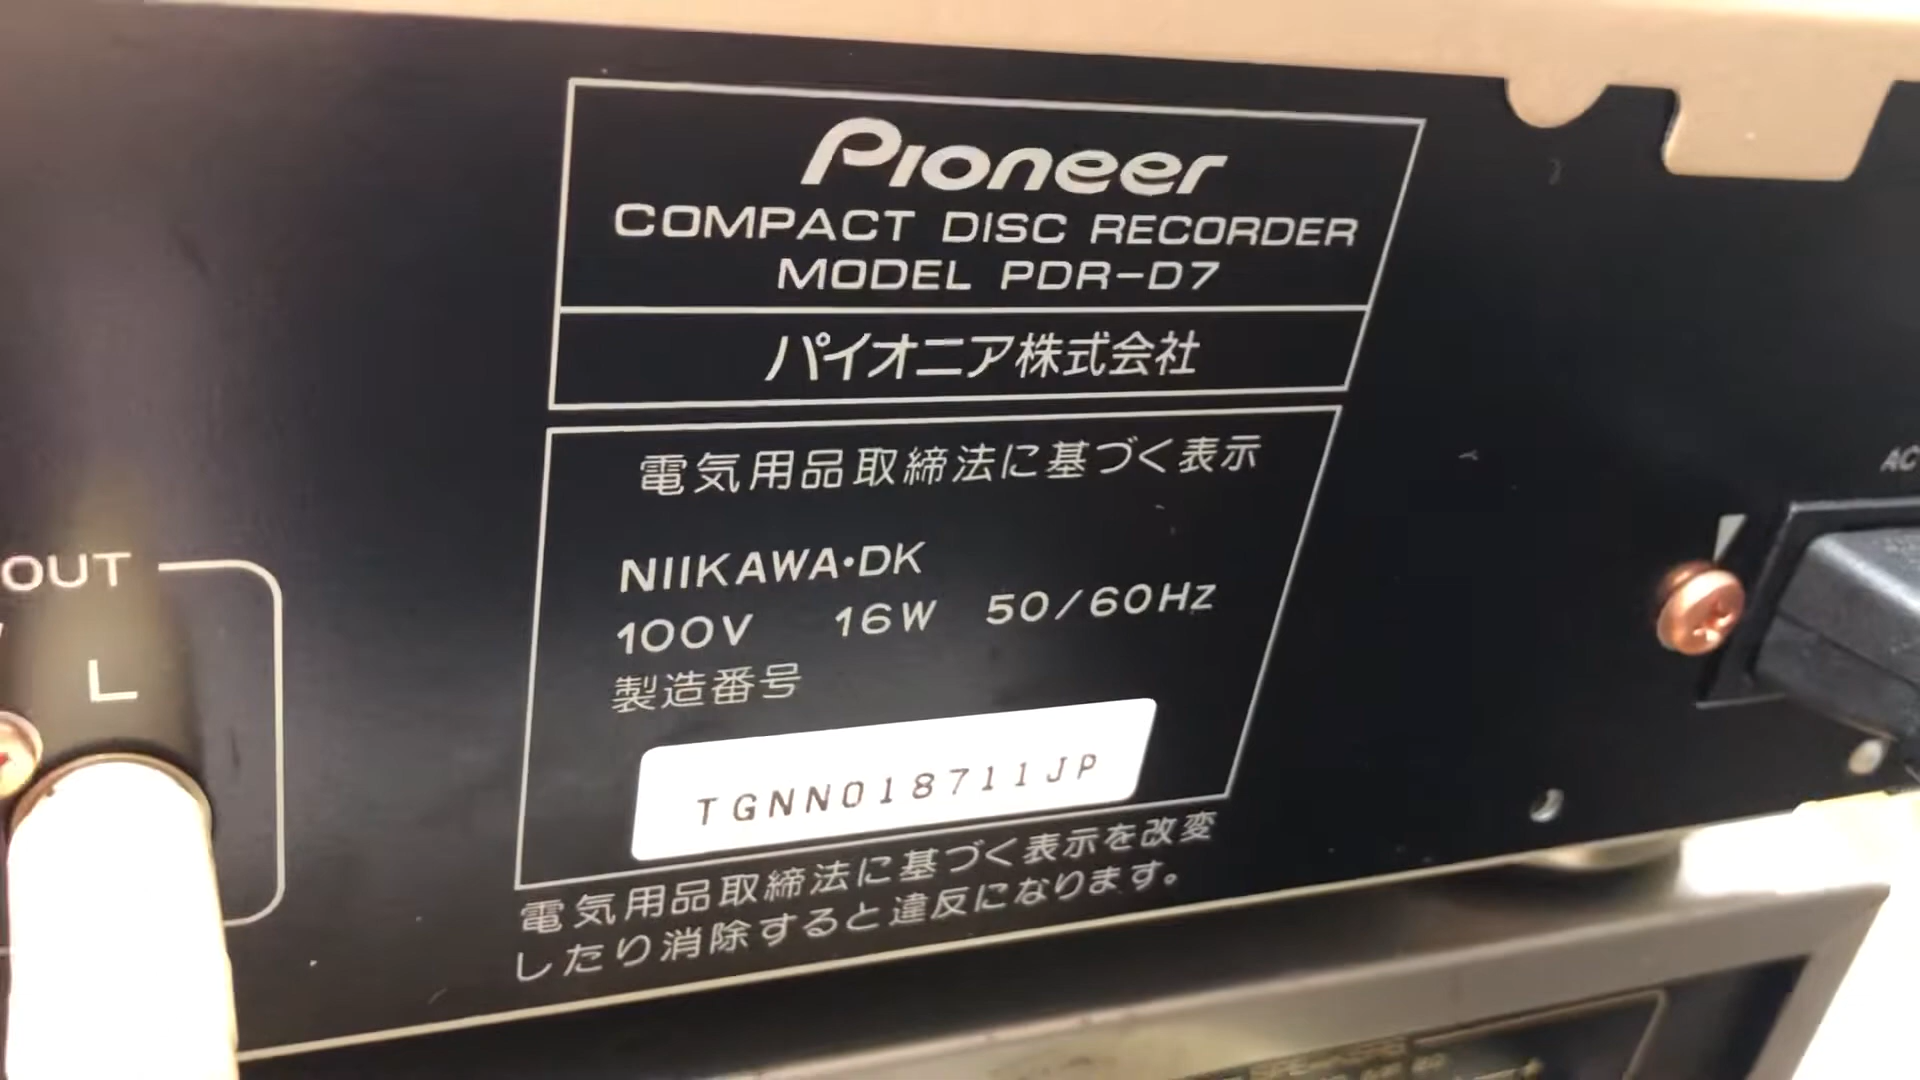 Pioneer
COMPACT DISC RECORDER
MODEL PDR-D7
パイオニア株式会社
電気用品取締法に基づく表示
NIIKAWA・DK
100V 16W 50/60Hz
製造番号
TGNN018711JP
電気用品取締法に基づく表示を改変
したり消除すると違反になります。
OUT
L
AC